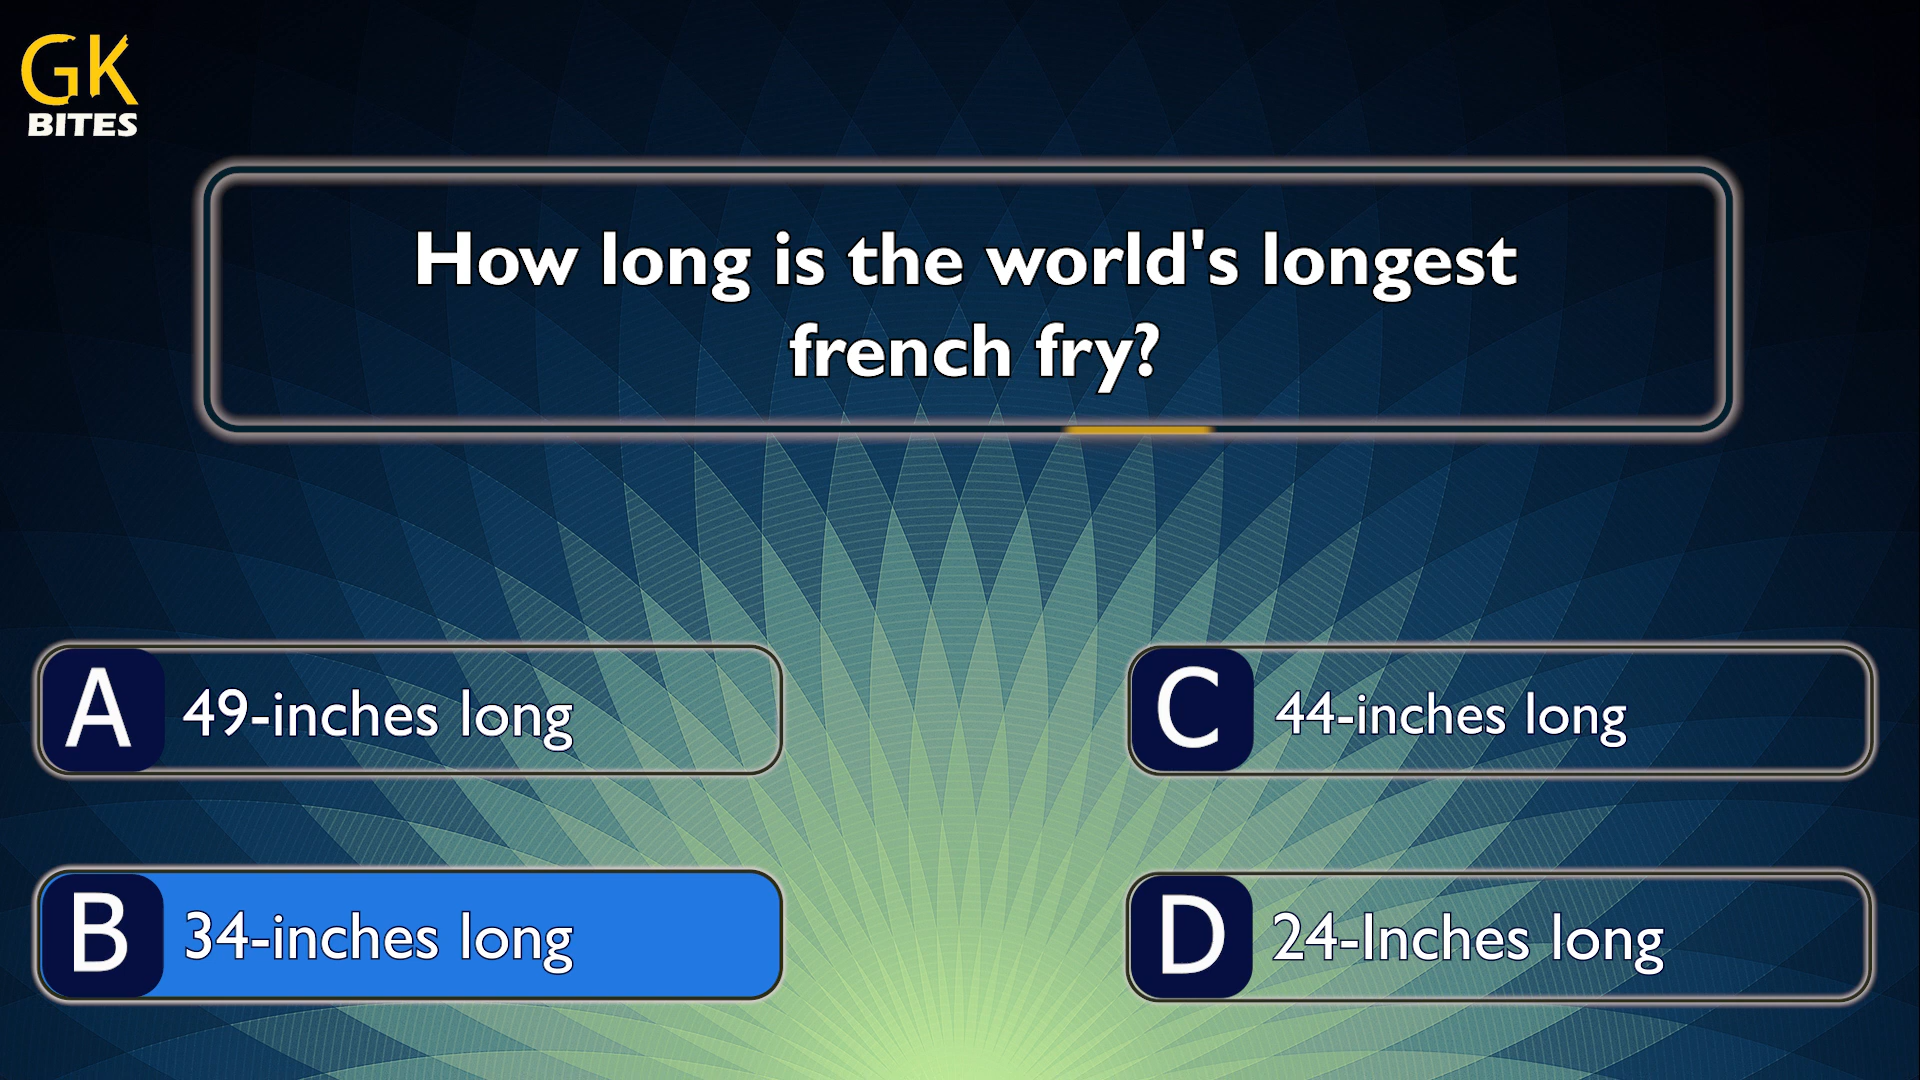 GK
BITES
How long is the world's longest
french fry?
A 49-inches long
B 34-inches long
C 44-inches long
D 24-Inches long